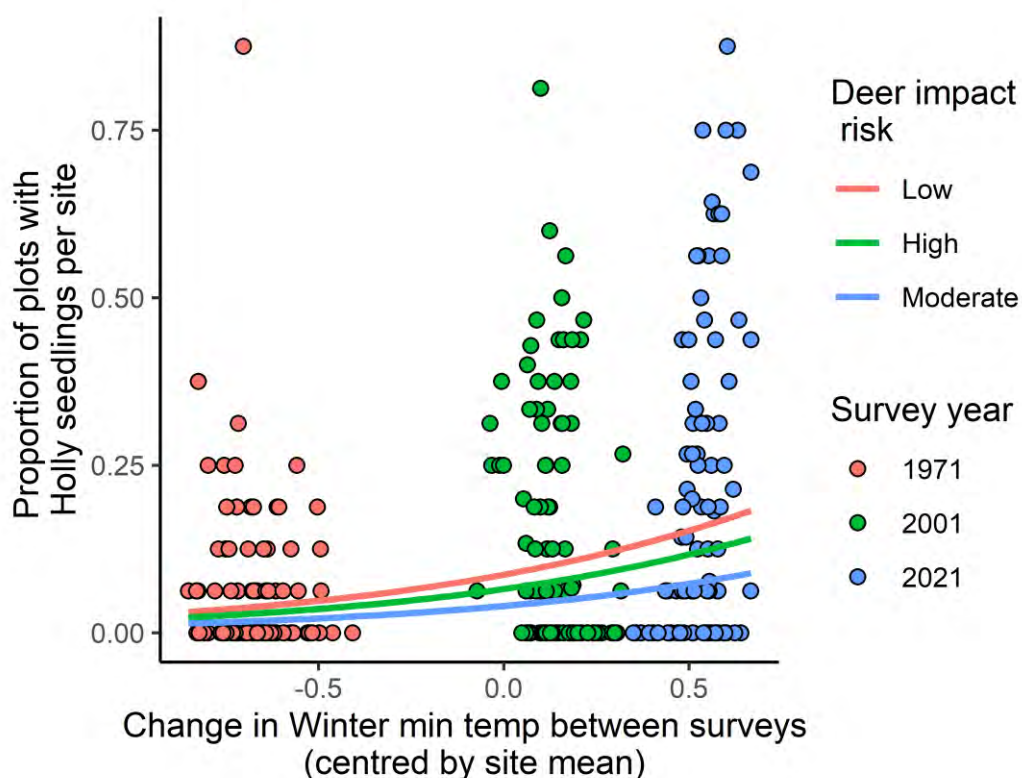 Proportion of plots with
Holly seedlings per site
0.75
0.50
0.25
0.00
-0.5
0.0
0.5
Change in Winter min temp between surveys
(centred by site mean)
Deer impact
risk
Low
High
Moderate
Survey year
1971
2001
2021